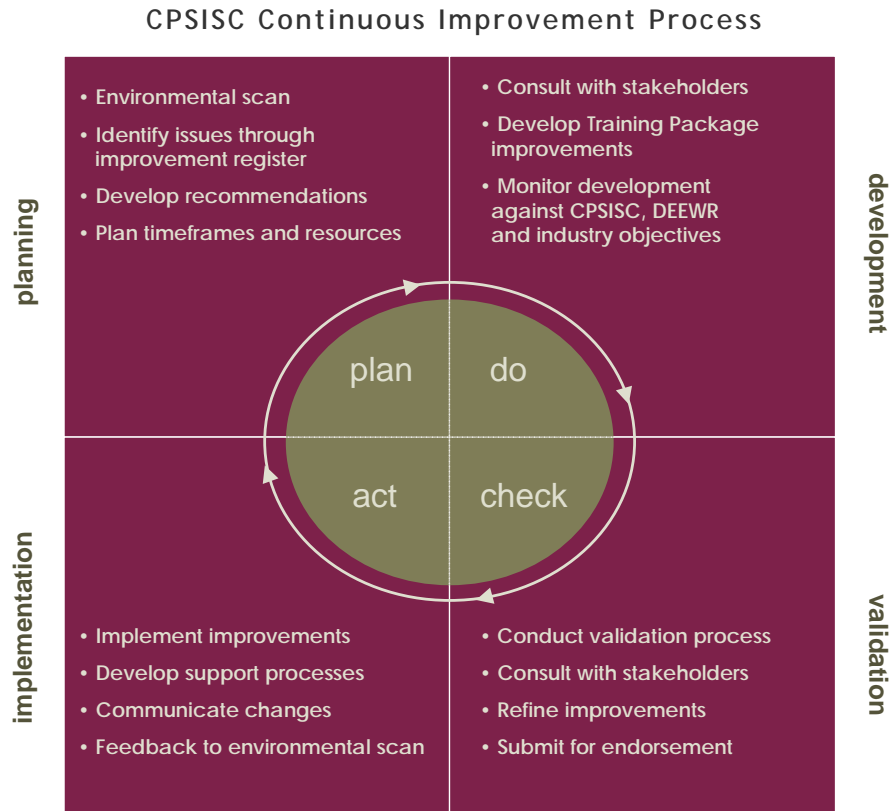 CPSISC Continuous Improvement Process
planning
• Environmental scan
• Identify issues through
improvement register
• Develop recommendations
• Plan timeframes and resources
• Consult with stakeholders
• Develop Training Package
improvements
• Monitor development
against CPSISC, DEEWR
and industry objectives
development
plan
do
act
check
implementation
• Implement improvements
• Develop support processes
• Communicate changes
• Feedback to environmental scan
• Conduct validation process
• Consult with stakeholders
• Refine improvements
• Submit for endorsement
validation